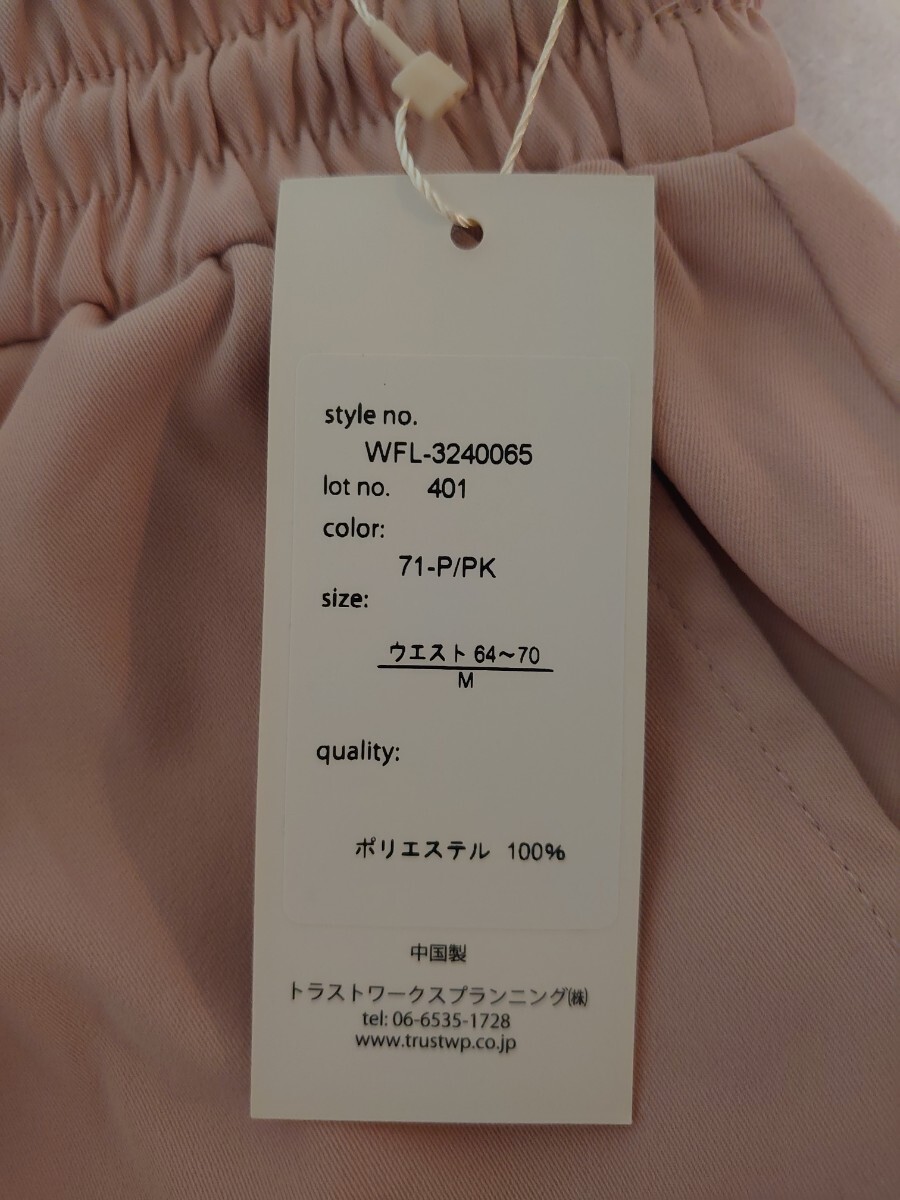 style no.
WFL-3240065
lot no. 401
color:
71-P/PK
size:
ウエスト 64〜70
M
quality:
ポリエステル 100%
中国製
トラストワークスプランニング㈱
tel: 06-6535-1728
www.trustwp.co.jp